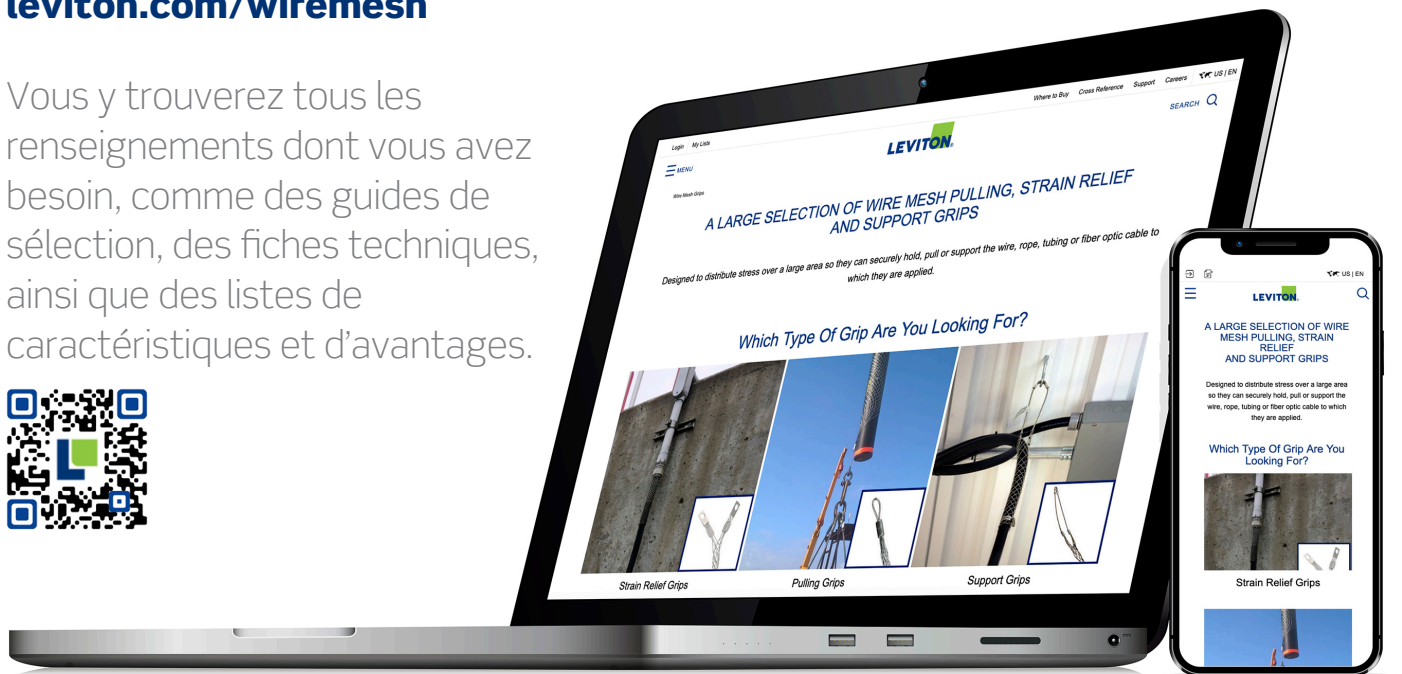 leviton.com/wiremesh
Vous y trouverez tous les
renseignements dont vous avez
besoin, comme des guides de
sélection, des fiches techniques,
ainsi que des listes de
caractéristiques et d’avantages.
L
Login My Lists
Where to Buy Cross Reference Support Careers US | EN
MENU
LEVITON.
SEARCH
Wire Mesh Grips
A LARGE SELECTION OF WIRE MESH PULLING, STRAIN RELIEF
AND SUPPORT GRIPS
Designed to distribute stress over a large area so they can securely hold, pull or support the wire, rope, tubing or fiber optic cable to
which they are applied.
Which Type Of Grip Are You Looking For?
Strain Relief Grips
Pulling Grips
Support Grips
US | EN
LEVITON.
A LARGE SELECTION OF WIRE
MESH PULLING, STRAIN
RELIEF
AND SUPPORT GRIPS
Designed to distribute stress over a large area
so they can securely hold, pull or support the
wire, rope, tubing or fiber optic cable to which
they are applied.
Which Type Of Grip Are You
Looking For?
Strain Relief Grips